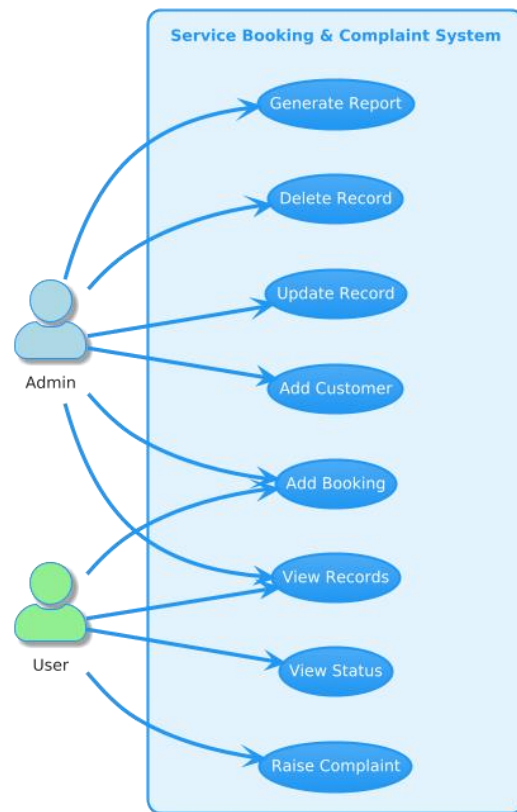 Service Booking & Complaint System
Generate Report
Delete Record
Update Record
Admin
Add Customer
Add Booking
View Records
User
View Status
Raise Complaint